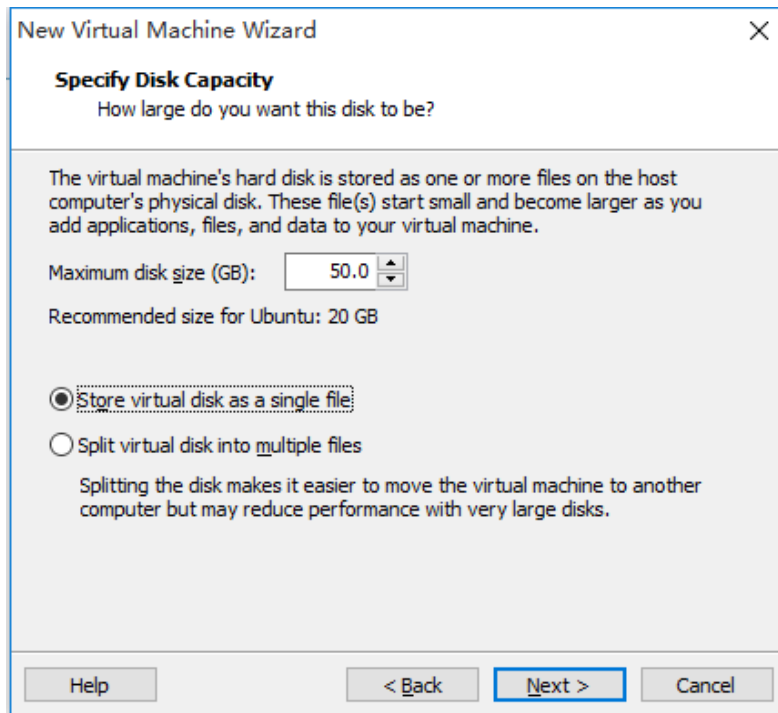 New Virtual Machine Wizard
Specify Disk Capacity
How large do you want this disk to be?
The virtual machine's hard disk is stored as one or more files on the host
computer's physical disk. These file(s) start small and become larger as you
add applications, files, and data to your virtual machine.
Maximum disk size (GB): 50.0
Recommended size for Ubuntu: 20 GB
Store virtual disk as a single file
Split virtual disk into multiple files
Splitting the disk makes it easier to move the virtual machine to another
computer but may reduce performance with very large disks.
Help < Back Next > Cancel